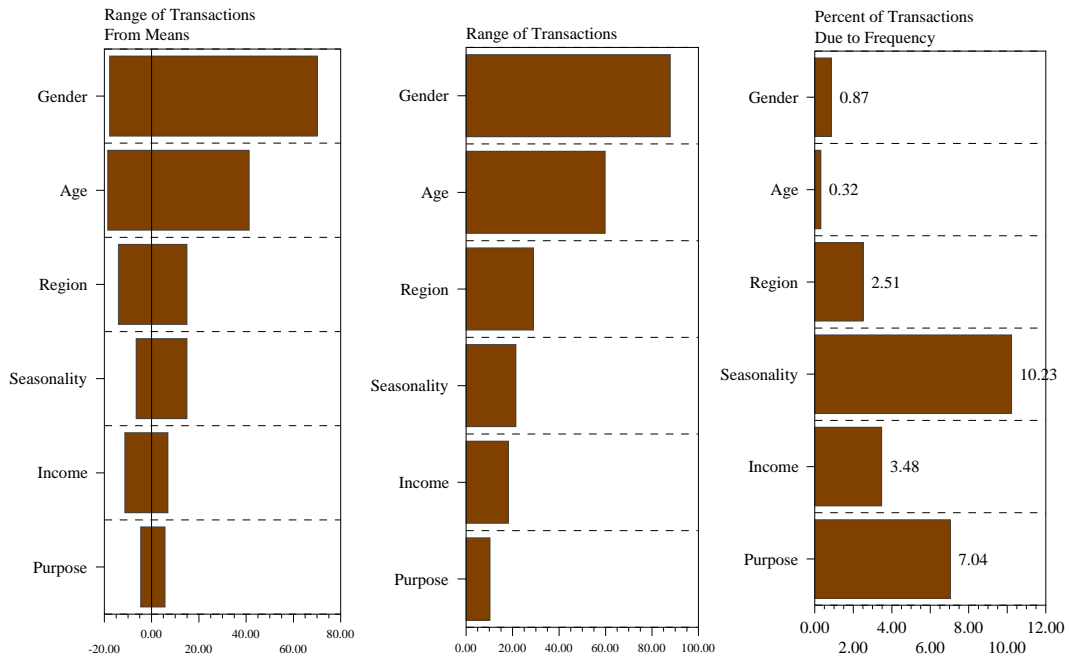 Range of Transactions
From Means
Gender
Age
Region
Seasonality
Income
Purpose
0.00 40.00 80.00
-20.00 20.00 60.00
Range of Transactions
Gender
Age
Region
Seasonality
Income
Purpose
0.00 20.00 40.00 60.00 80.00 100.00
Percent of Transactions
Due to Frequency
Gender 0.87
Age 0.32
Region 2.51
Seasonality 10.23
Income 3.48
Purpose 7.04
0.00 4.00 8.00 12.00
2.00 6.00 10.00